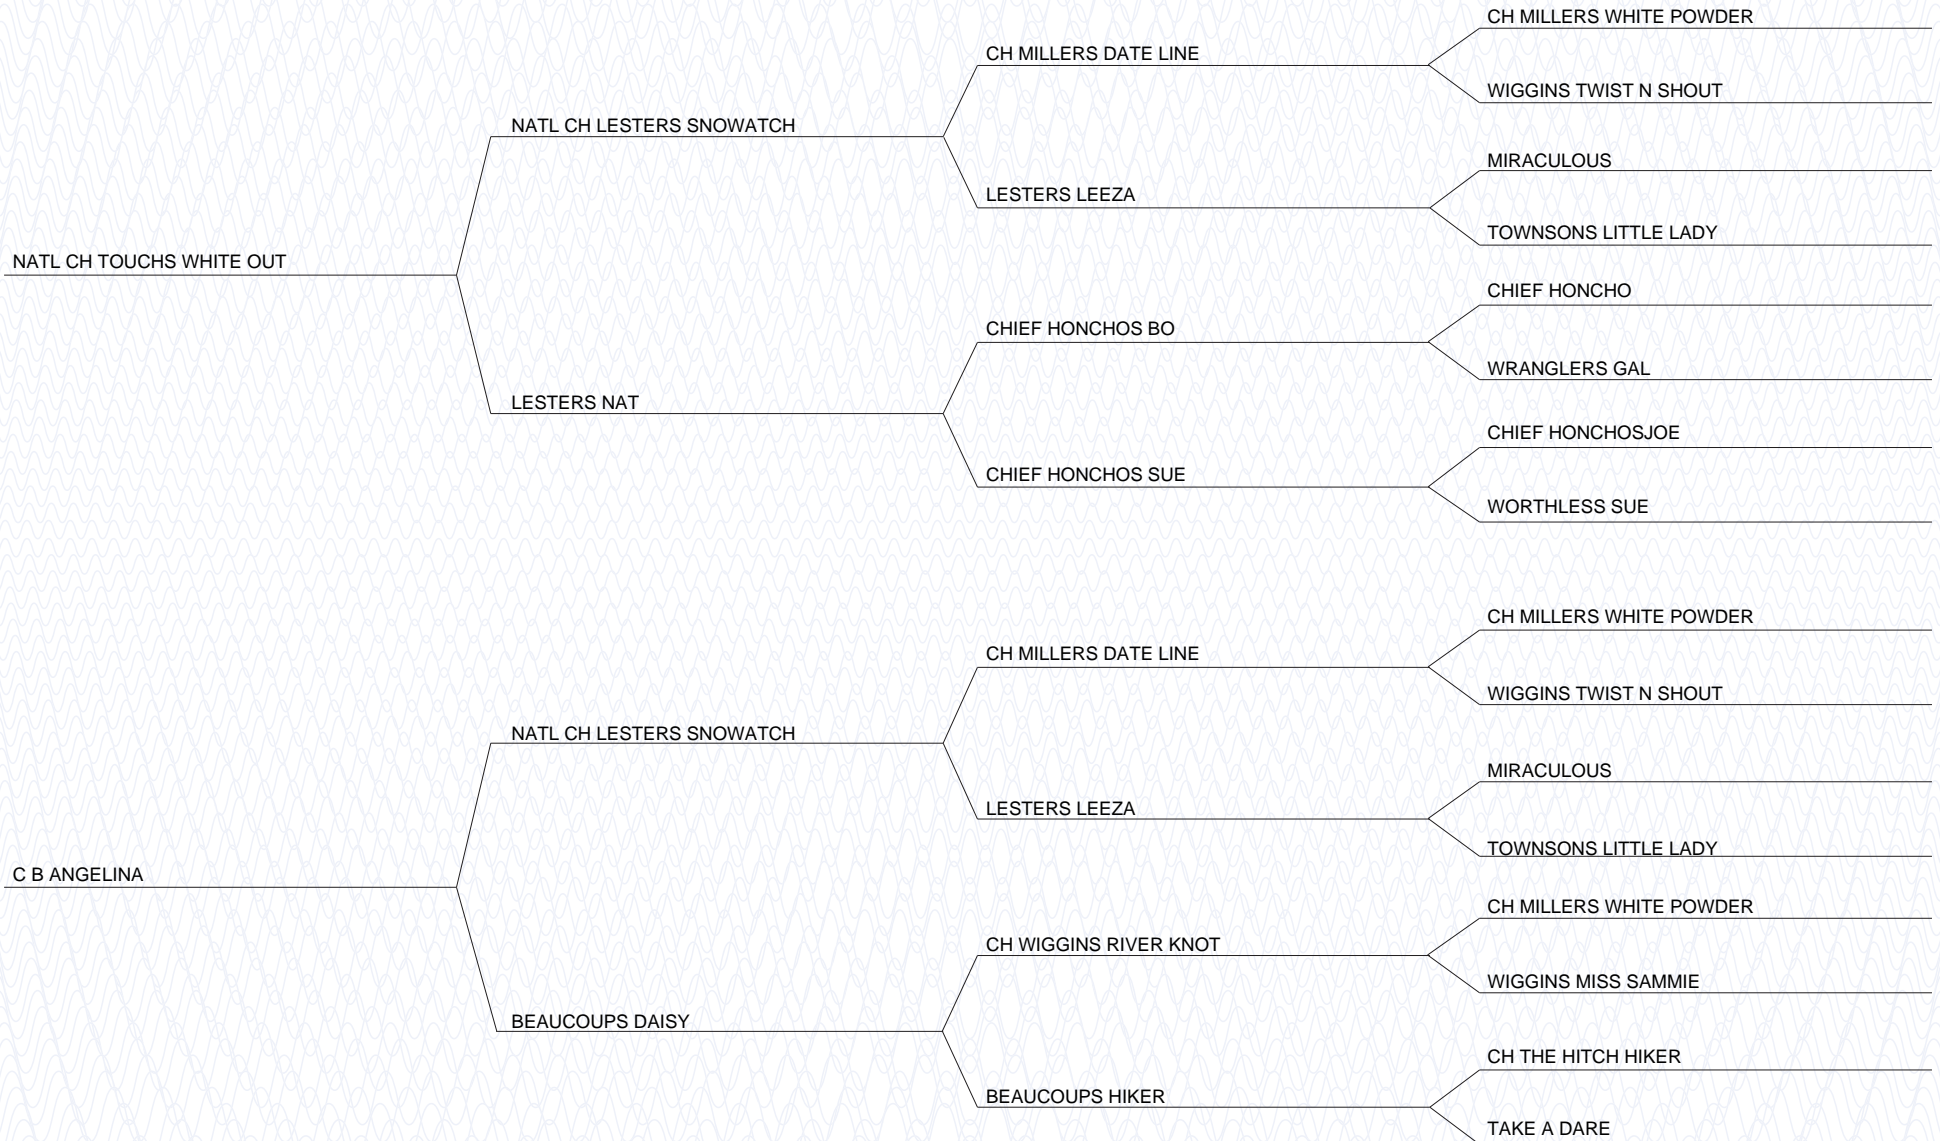 CH MILLERS WHITE POWDER
CH MILLERS DATE LINE
WIGGINS TWIST N SHOUT
NATL CH LESTERS SNOWATCH
MIRACULOUS
LESTERS LEEZA
TOWNSONS LITTLE LADY
NATL CH TOUCHS WHITE OUT
CHIEF HONCHO
CHIEF HONCHOS BO
WRANGLERS GAL
LESTERS NAT
CHIEF HONCHOSJOE
CHIEF HONCHOS SUE
WORTHLESS SUE
CH MILLERS WHITE POWDER
CH MILLERS DATE LINE
WIGGINS TWIST N SHOUT
NATL CH LESTERS SNOWATCH
MIRACULOUS
LESTERS LEEZA
TOWNSONS LITTLE LADY
C B ANGELINA
CH MILLERS WHITE POWDER
CH WIGGINS RIVER KNOT
WIGGINS MISS SAMMIE
BEAUCOUPS DAISY
CH THE HITCH HIKER
BEAUCOUPS HIKER
TAKE A DARE